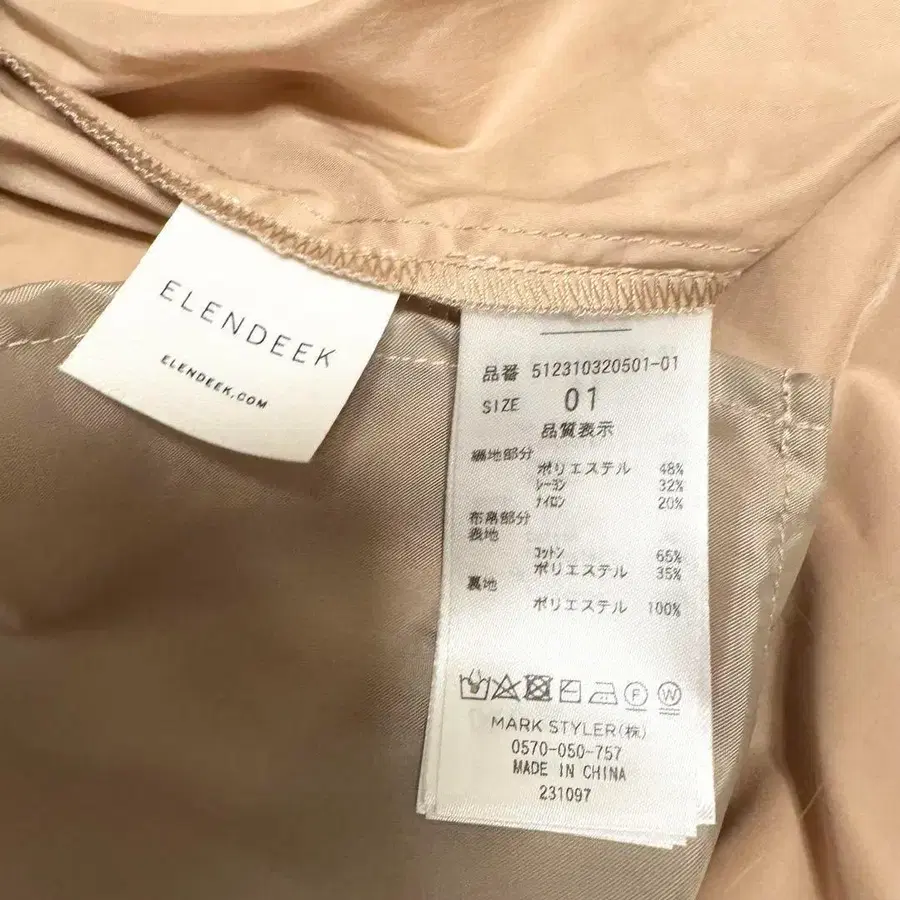 ELENDEEK
ELENDEEK.COM
品番 512310320501-01
SIZE 01
品質表示
編地部分
ポリエステル 48%
レーヨン 32%
ナイロン 20%
布帛部分
表地
コットン 65%
ポリエステル 35%
裏地
ポリエステル 100%
F W
MARK STYLER(株)
0570-050-757
MADE IN CHINA
231097